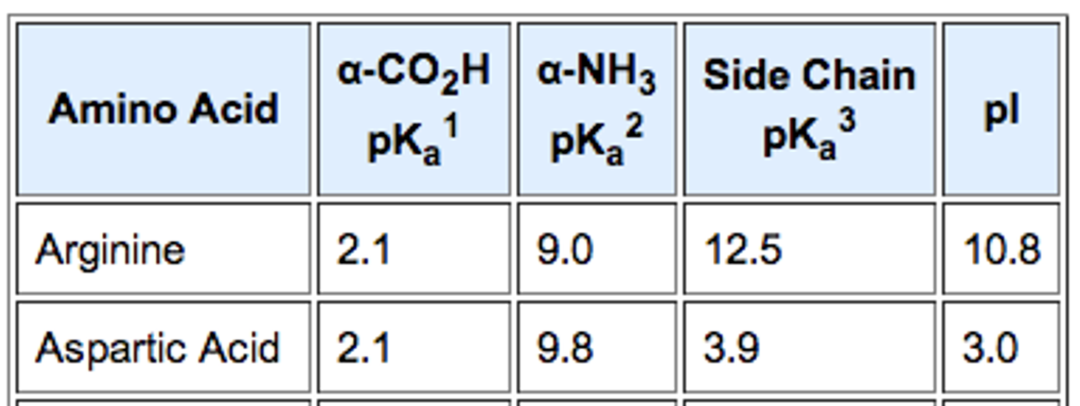 Amino Acid
α-CO₂H
pKₐ¹
α-NH₃
pKₐ²
Side Chain
pKₐ³
pI
Arginine 2.1 9.0 12.5 10.8
Aspartic Acid 2.1 9.8 3.9 3.0